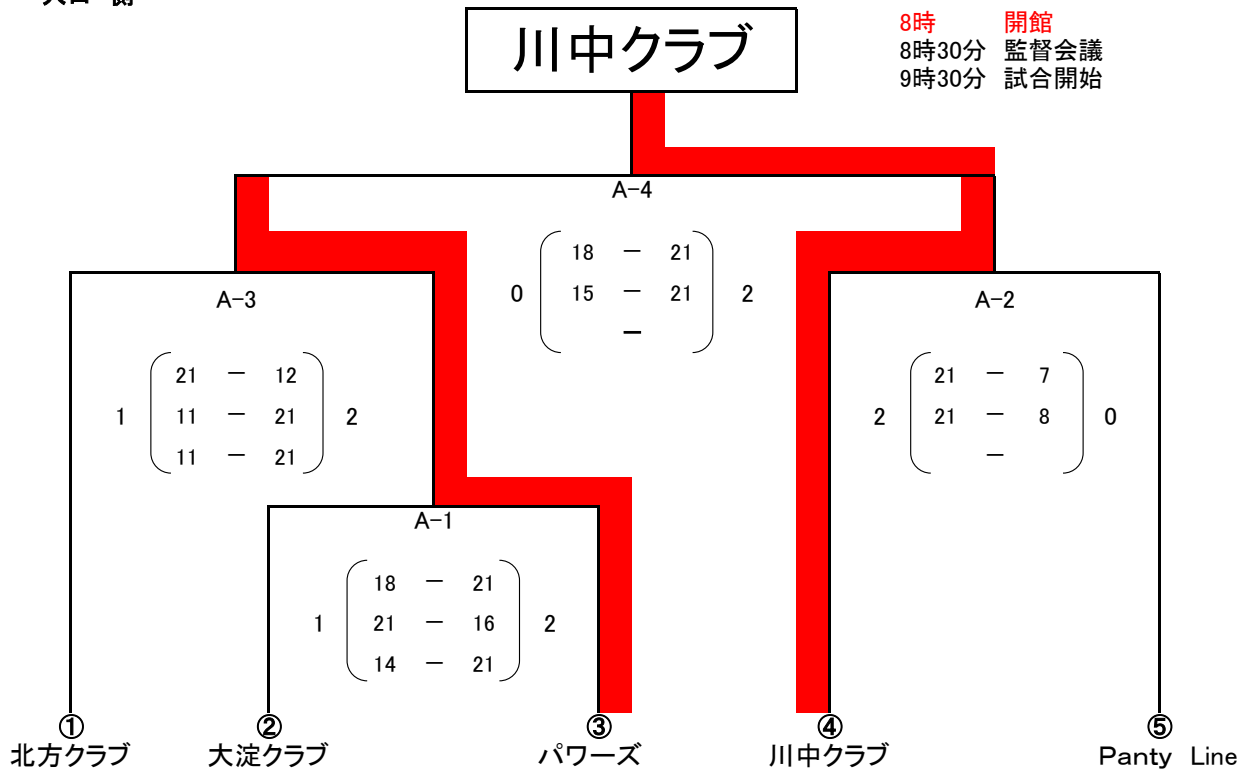 川中クラブ
8時 開館
8時30分 監督会議
9時30分 試合開始
A-4
18 － 21
0 15 － 21 2
－
A-3
21 － 12
1 11 － 21 2
11 － 21
A-2
21 － 7
2 21 － 8 0
－
A-1
18 － 21
1 21 － 16 2
14 － 21
① ② ③ ④ ⑤
北方クラブ 大淀クラブ パワーズ 川中クラブ Panty Line